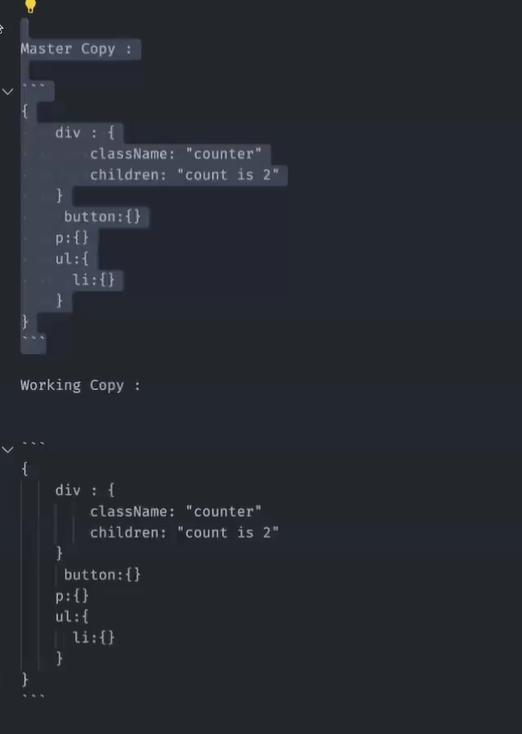 Master Copy :
```
{
    div : {
        className: "counter"
        children: "count is 2"
    }
     button:{}
    p:{}
    ul:{
      li:{}
    }
}
```
Working Copy :
```
{
    div : {
        className: "counter"
        children: "count is 2"
    }
     button:{}
    p:{}
    ul:{
      li:{}
    }
}
```